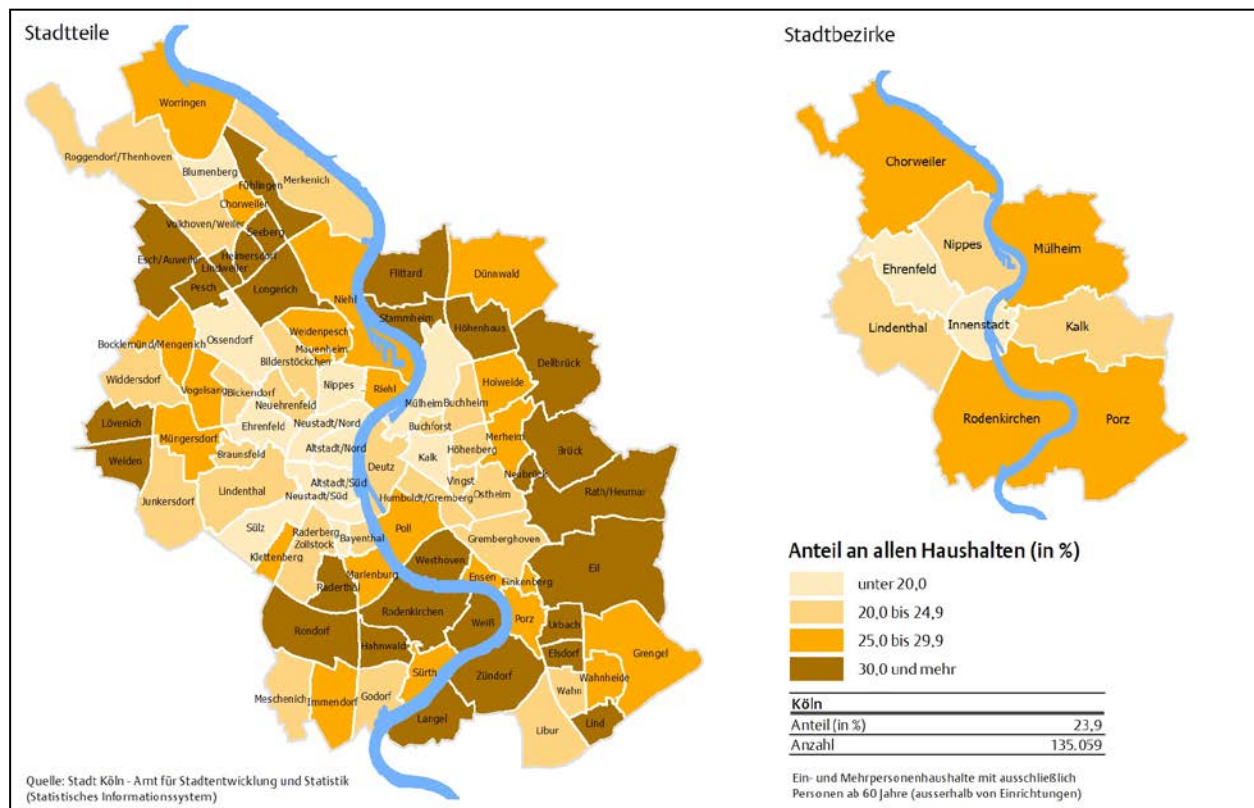 Stadtteile
Worringen
Roggendorf/Thenhoven
Blumenberg
Fühlingen
Merkenich
Chorweiler
Volkhoven/Weiler
Seeberg
Heimersdorf
Esch/Auweiler
Lindweiler
Pesch
Longerich
Niehl
Flittard
Dünnwald
Stammheim
Höhenhaus
Weidenpesch
Ossendorf
Mauenheim
Bocklemünd/Mengenich
Bilderstöckchen
Dellbrück
Widdersdorf
Vogelsang
Bickendorf
Nippes
Riehl
Holweide
Neuehrenfeld
Mülheim
Buchheim
Lövenich
Ehrenfeld
Neustadt/Nord
Buchforst
Müngersdorf
Merheim
Altstadt/Nord
Höhenberg
Brück
Braunsfeld
Kalk
Weiden
Deutz
Neubrück
Junkersdorf
Lindenthal
Altstadt/Süd
Vingst
Rath/Heumar
Neustadt/Süd
Humboldt/Gremberg
Ostheim
Sülz
Raderberg
Poll
Zollstock
Bayenthal
Gremberghoven
Klettenberg
Westhoven
Eil
Marienburg
Ensen
Raderthal
Finkenberg
Rodenkirchen
Rondorf
Weiß
Porz
Urbach
Hahnwald
Elsdorf
Grengel
Sürth
Zündorf
Wahnheide
Meschenich
Immendorf
Godorf
Wahn
Langel
Lind
Libur
Quelle: Stadt Köln - Amt für Stadtentwicklung und Statistik
(Statistisches Informationssystem)
Stadtbezirke
Chorweiler
Nippes
Mülheim
Ehrenfeld
Lindenthal
Innenstadt
Kalk
Rodenkirchen
Porz
Anteil an allen Haushalten (in %)
unter 20,0
20,0 bis 24,9
25,0 bis 29,9
30,0 und mehr
Köln
Anteil (in %) 23,9
Anzahl 135.059
Ein- und Mehrpersonenhaushalte mit ausschließlich
Personen ab 60 Jahre (ausserhalb von Einrichtungen)